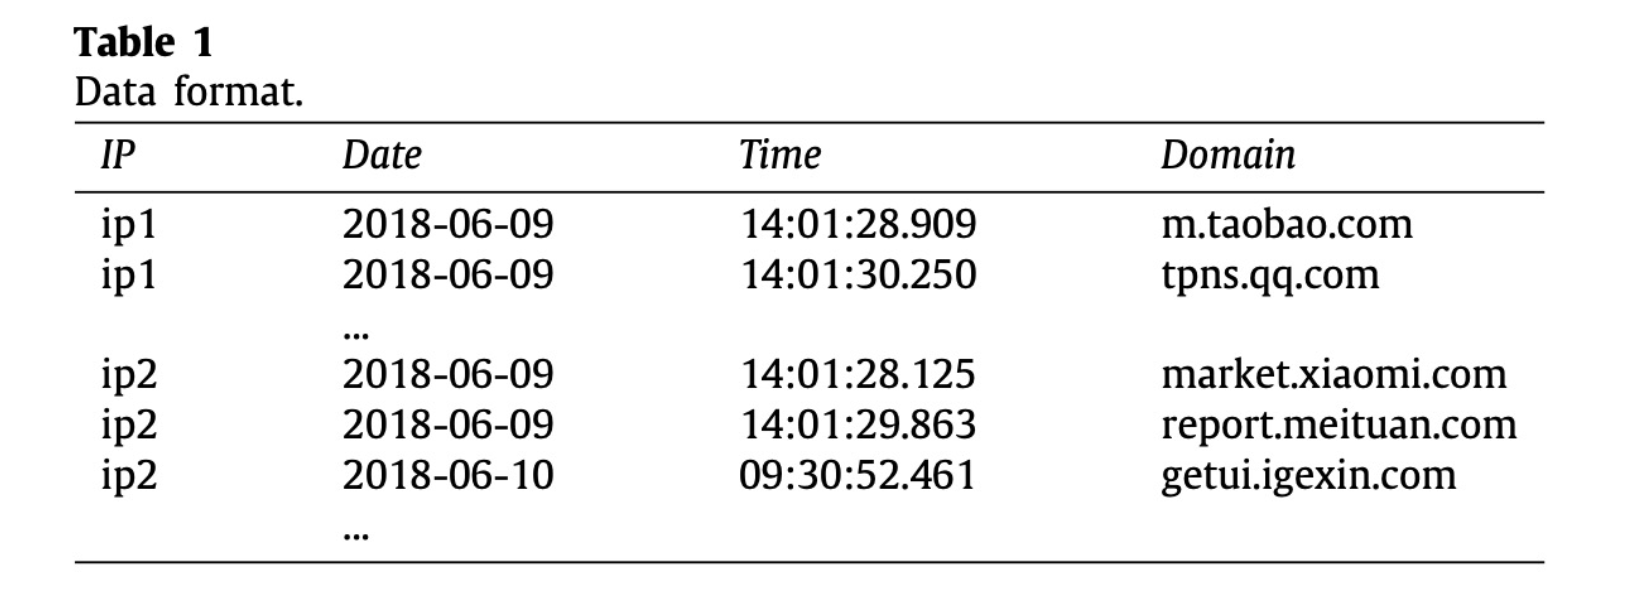 Table 1
Data format.
IP Date Time Domain
ip1 2018-06-09 14:01:28.909 m.taobao.com
ip1 2018-06-09 14:01:30.250 tpns.qq.com
...
ip2 2018-06-09 14:01:28.125 market.xiaomi.com
ip2 2018-06-09 14:01:29.863 report.meituan.com
ip2 2018-06-10 09:30:52.461 getui.igexin.com
...